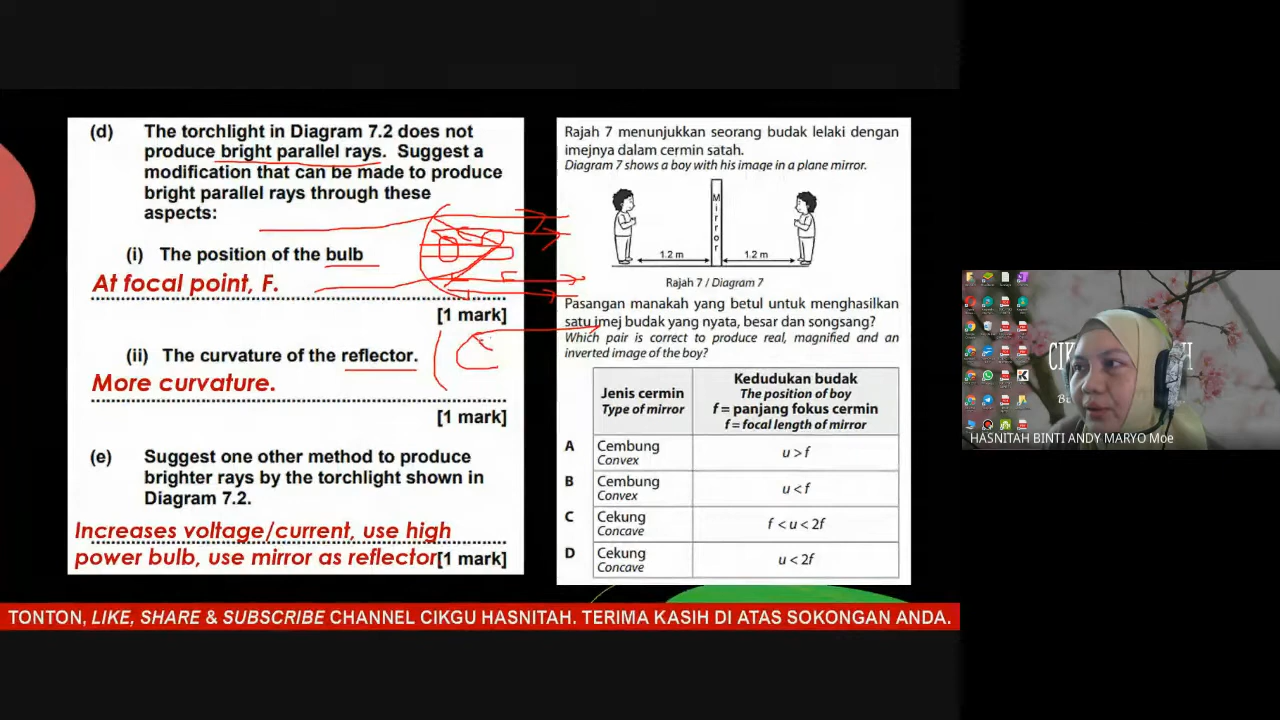 (d) The torchlight in Diagram 7.2 does not
produce bright parallel rays. Suggest a
modification that can be made to produce
bright parallel rays through these
aspects:
(i) The position of the bulb
At focal point, F.
[1 mark]
(ii) The curvature of the reflector.
More curvature.
[1 mark]
(e) Suggest one other method to produce
brighter rays by the torchlight shown in
Diagram 7.2.
Increases voltage/current, use high
power bulb, use mirror as reflector[1 mark]
Rajah 7 menunjukkan seorang budak lelaki dengan
imejnya dalam cermin satah.
Diagram 7 shows a boy with his image in a plane mirror.
Mirror
1.2 m 1.2 m
Rajah 7 / Diagram 7
Pasangan manakah yang betul untuk menghasilkan
satu imej budak yang nyata, besar dan songsang?
Which pair is correct to produce real, magnified and an
inverted image of the boy?
Jenis cermin
Type of mirror
Kedudukan budak
The position of boy
f = panjang fokus cermin
f = focal length of mirror
A Cembung u > f
Convex
B Cembung u < f
Convex
C Cekung f < u < 2f
Concave
D Cekung u < 2f
Concave
HASNITAH BINTI ANDY MARYO Moe
TONTON, LIKE, SHARE & SUBSCRIBE CHANNEL CIKGU HASNITAH. TERIMA KASIH DI ATAS SOKONGAN ANDA.